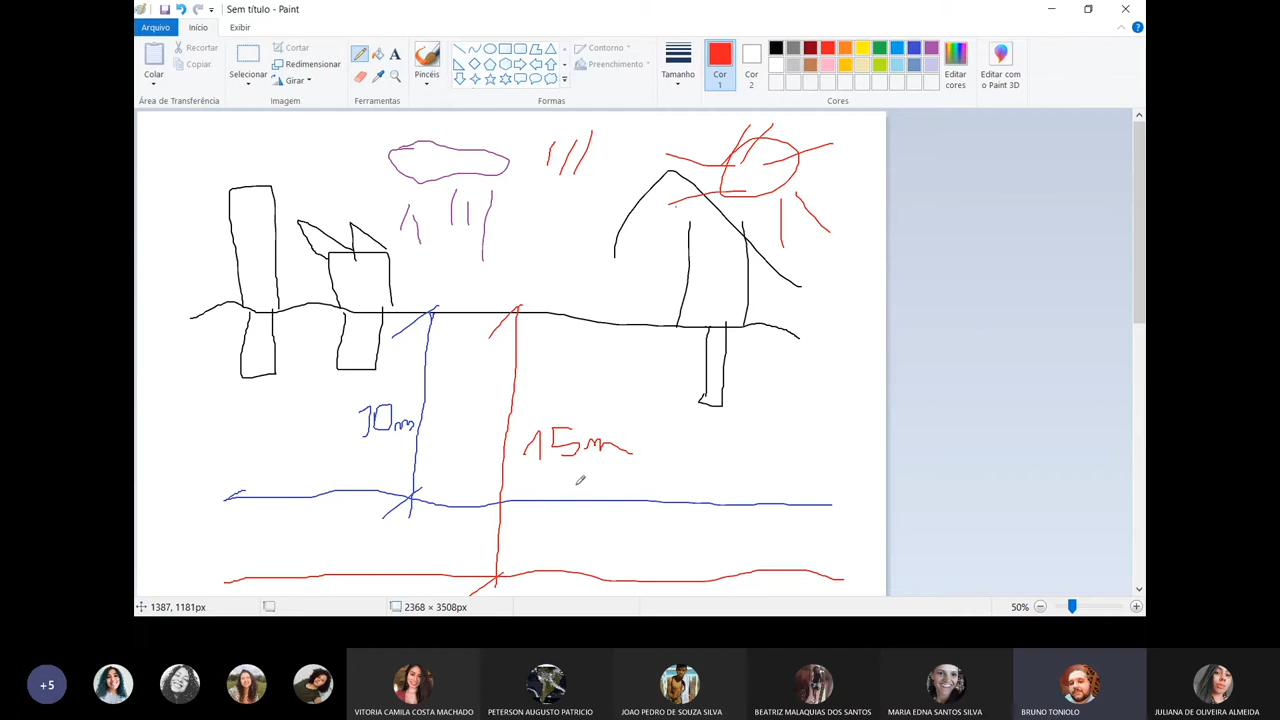 Sem título - Paint
Arquivo
Início
Exibir
Colar
Recortar
Copiar
Área de Transferência
Selecionar
Cortar
Redimensionar
Girar
Imagem
Ferramentas
Pincéis
Contorno
Preenchimento
Formas
Tamanho
Cor
1
Cor
2
Editar
cores
Cores
Editar com
o Paint 3D
10m
15m
1387, 1181px
2368 × 3508px
50%
+5
VITORIA CAMILA COSTA MACHADO
PETERSON AUGUSTO PATRICIO
JOAO PEDRO DE SOUZA SILVA
BEATRIZ MALAQUIAS DOS SANTOS
MARIA EDNA SANTOS SILVA
BRUNO TONIOLO
JULIANA DE OLIVEIRA ALMEIDA